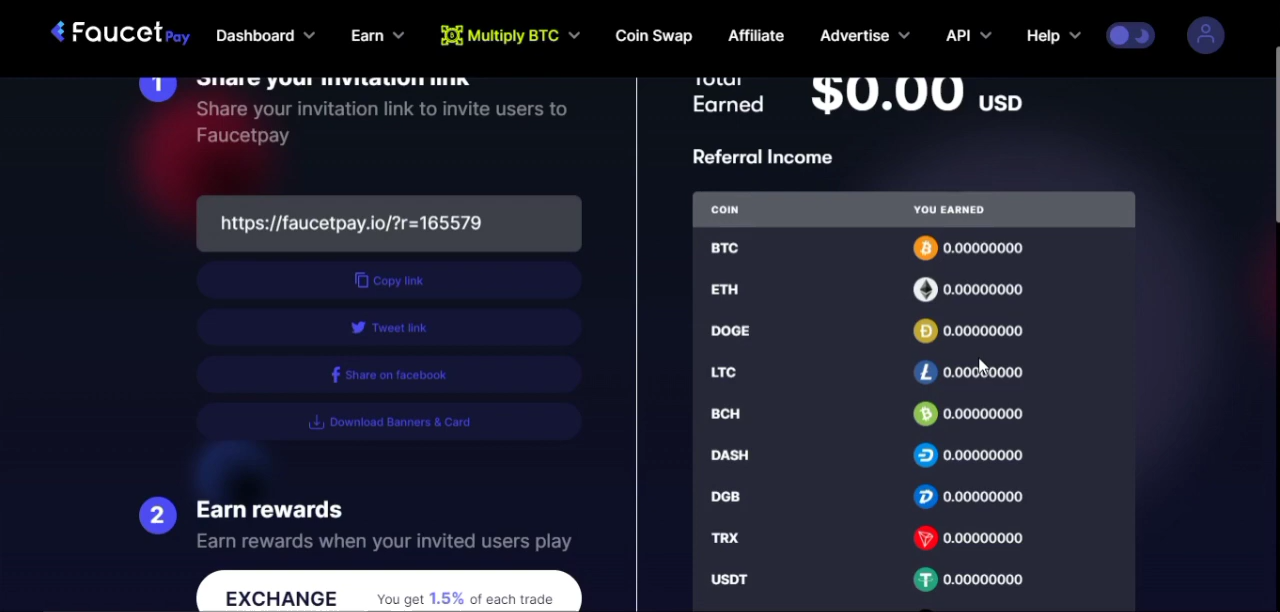 FaucetPay
Dashboard
Earn
Multiply BTC
Coin Swap
Affiliate
Advertise
API
Help
1
Share your invitation link
Share your invitation link to invite users to
Faucetpay
https://faucetpay.io/?r=165579
Copy link
Tweet link
Share on facebook
Download Banners & Card
2
Earn rewards
Earn rewards when your invited users play
EXCHANGE You get 1.5% of each trade
Total
Earned
$0.00 USD
Referral Income
COIN YOU EARNED
BTC 0.00000000
ETH 0.00000000
DOGE 0.00000000
LTC 0.00000000
BCH 0.00000000
DASH 0.00000000
DGB 0.00000000
TRX 0.00000000
USDT 0.00000000